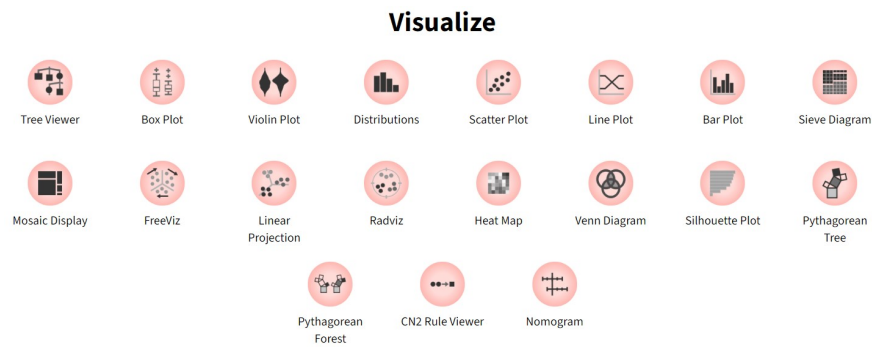 Visualize
Tree Viewer
Box Plot
Violin Plot
Distributions
Scatter Plot
Line Plot
Bar Plot
Sieve Diagram
Mosaic Display
FreeViz
Linear
Projection
Radviz
Heat Map
Venn Diagram
Silhouette Plot
Pythagorean
Tree
Pythagorean
Forest
CN2 Rule Viewer
Nomogram